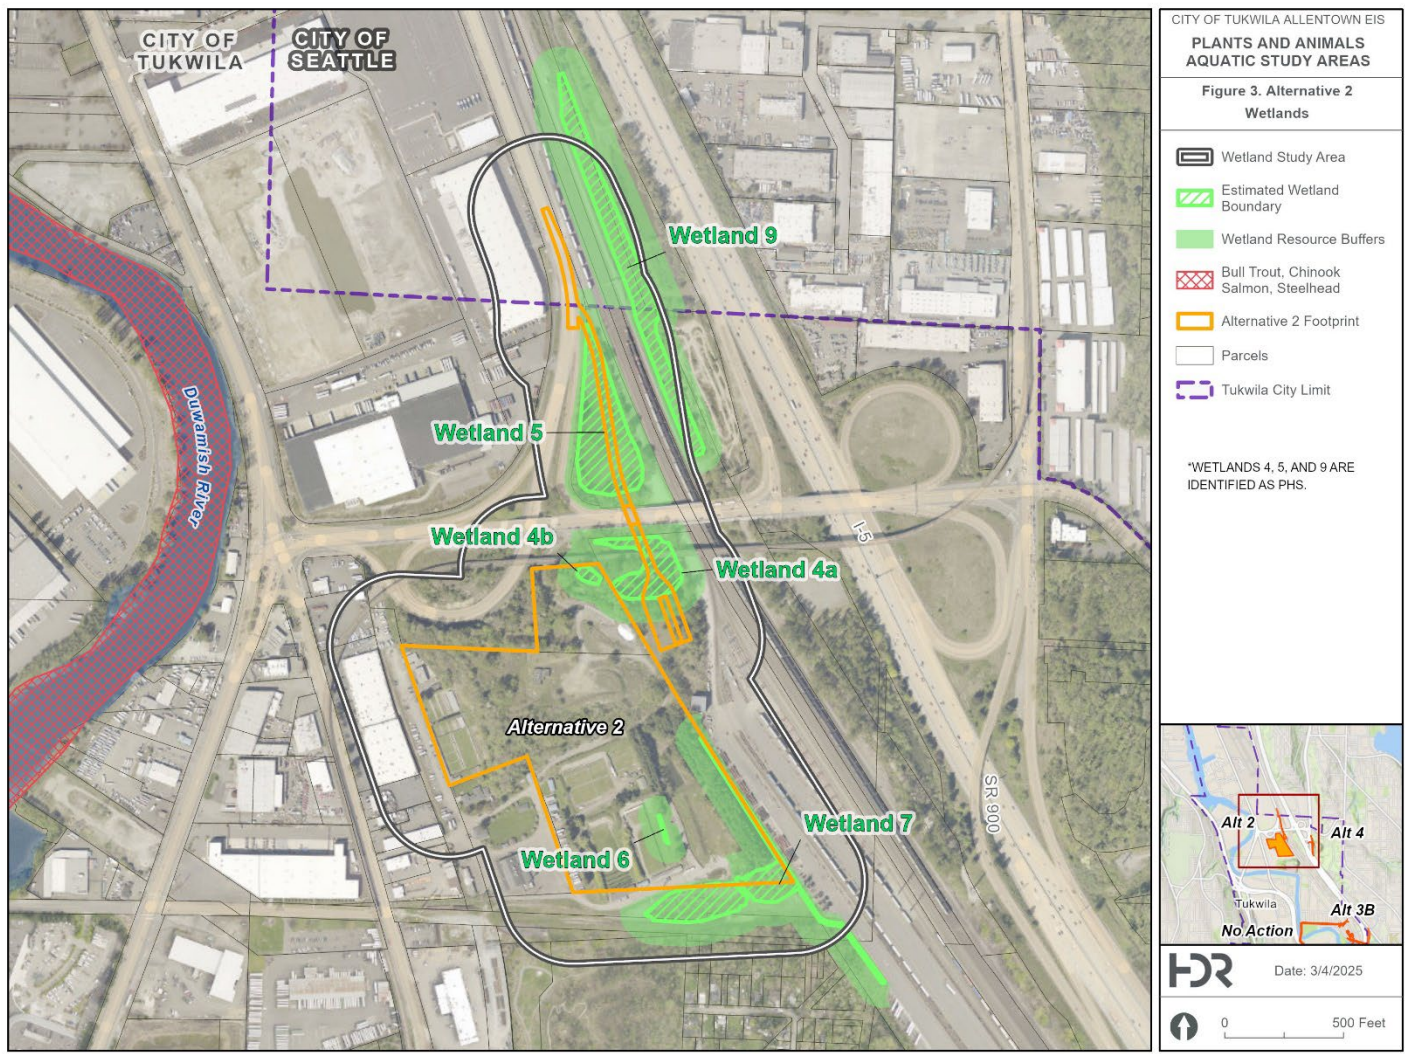 CITY OF
TUKWILA
CITY OF
SEATTLE
Wetland 9
Duwamish River
Wetland 5
Wetland 4b
Wetland 4a
I-5
Alternative 2
SR 900
Wetland 7
Wetland 6
CITY OF TUKWILA ALLENTOWN EIS
PLANTS AND ANIMALS
AQUATIC STUDY AREAS
Figure 3. Alternative 2
Wetlands
Wetland Study Area
Estimated Wetland
Boundary
Wetland Resource Buffers
Bull Trout, Chinook
Salmon, Steelhead
Alternative 2 Footprint
Parcels
Tukwila City Limit
*WETLANDS 4, 5, AND 9 ARE
IDENTIFIED AS PHS.
Alt 2
Alt 4
Tukwila
Alt 3B
No Action
HDR
Date: 3/4/2025
0
500 Feet